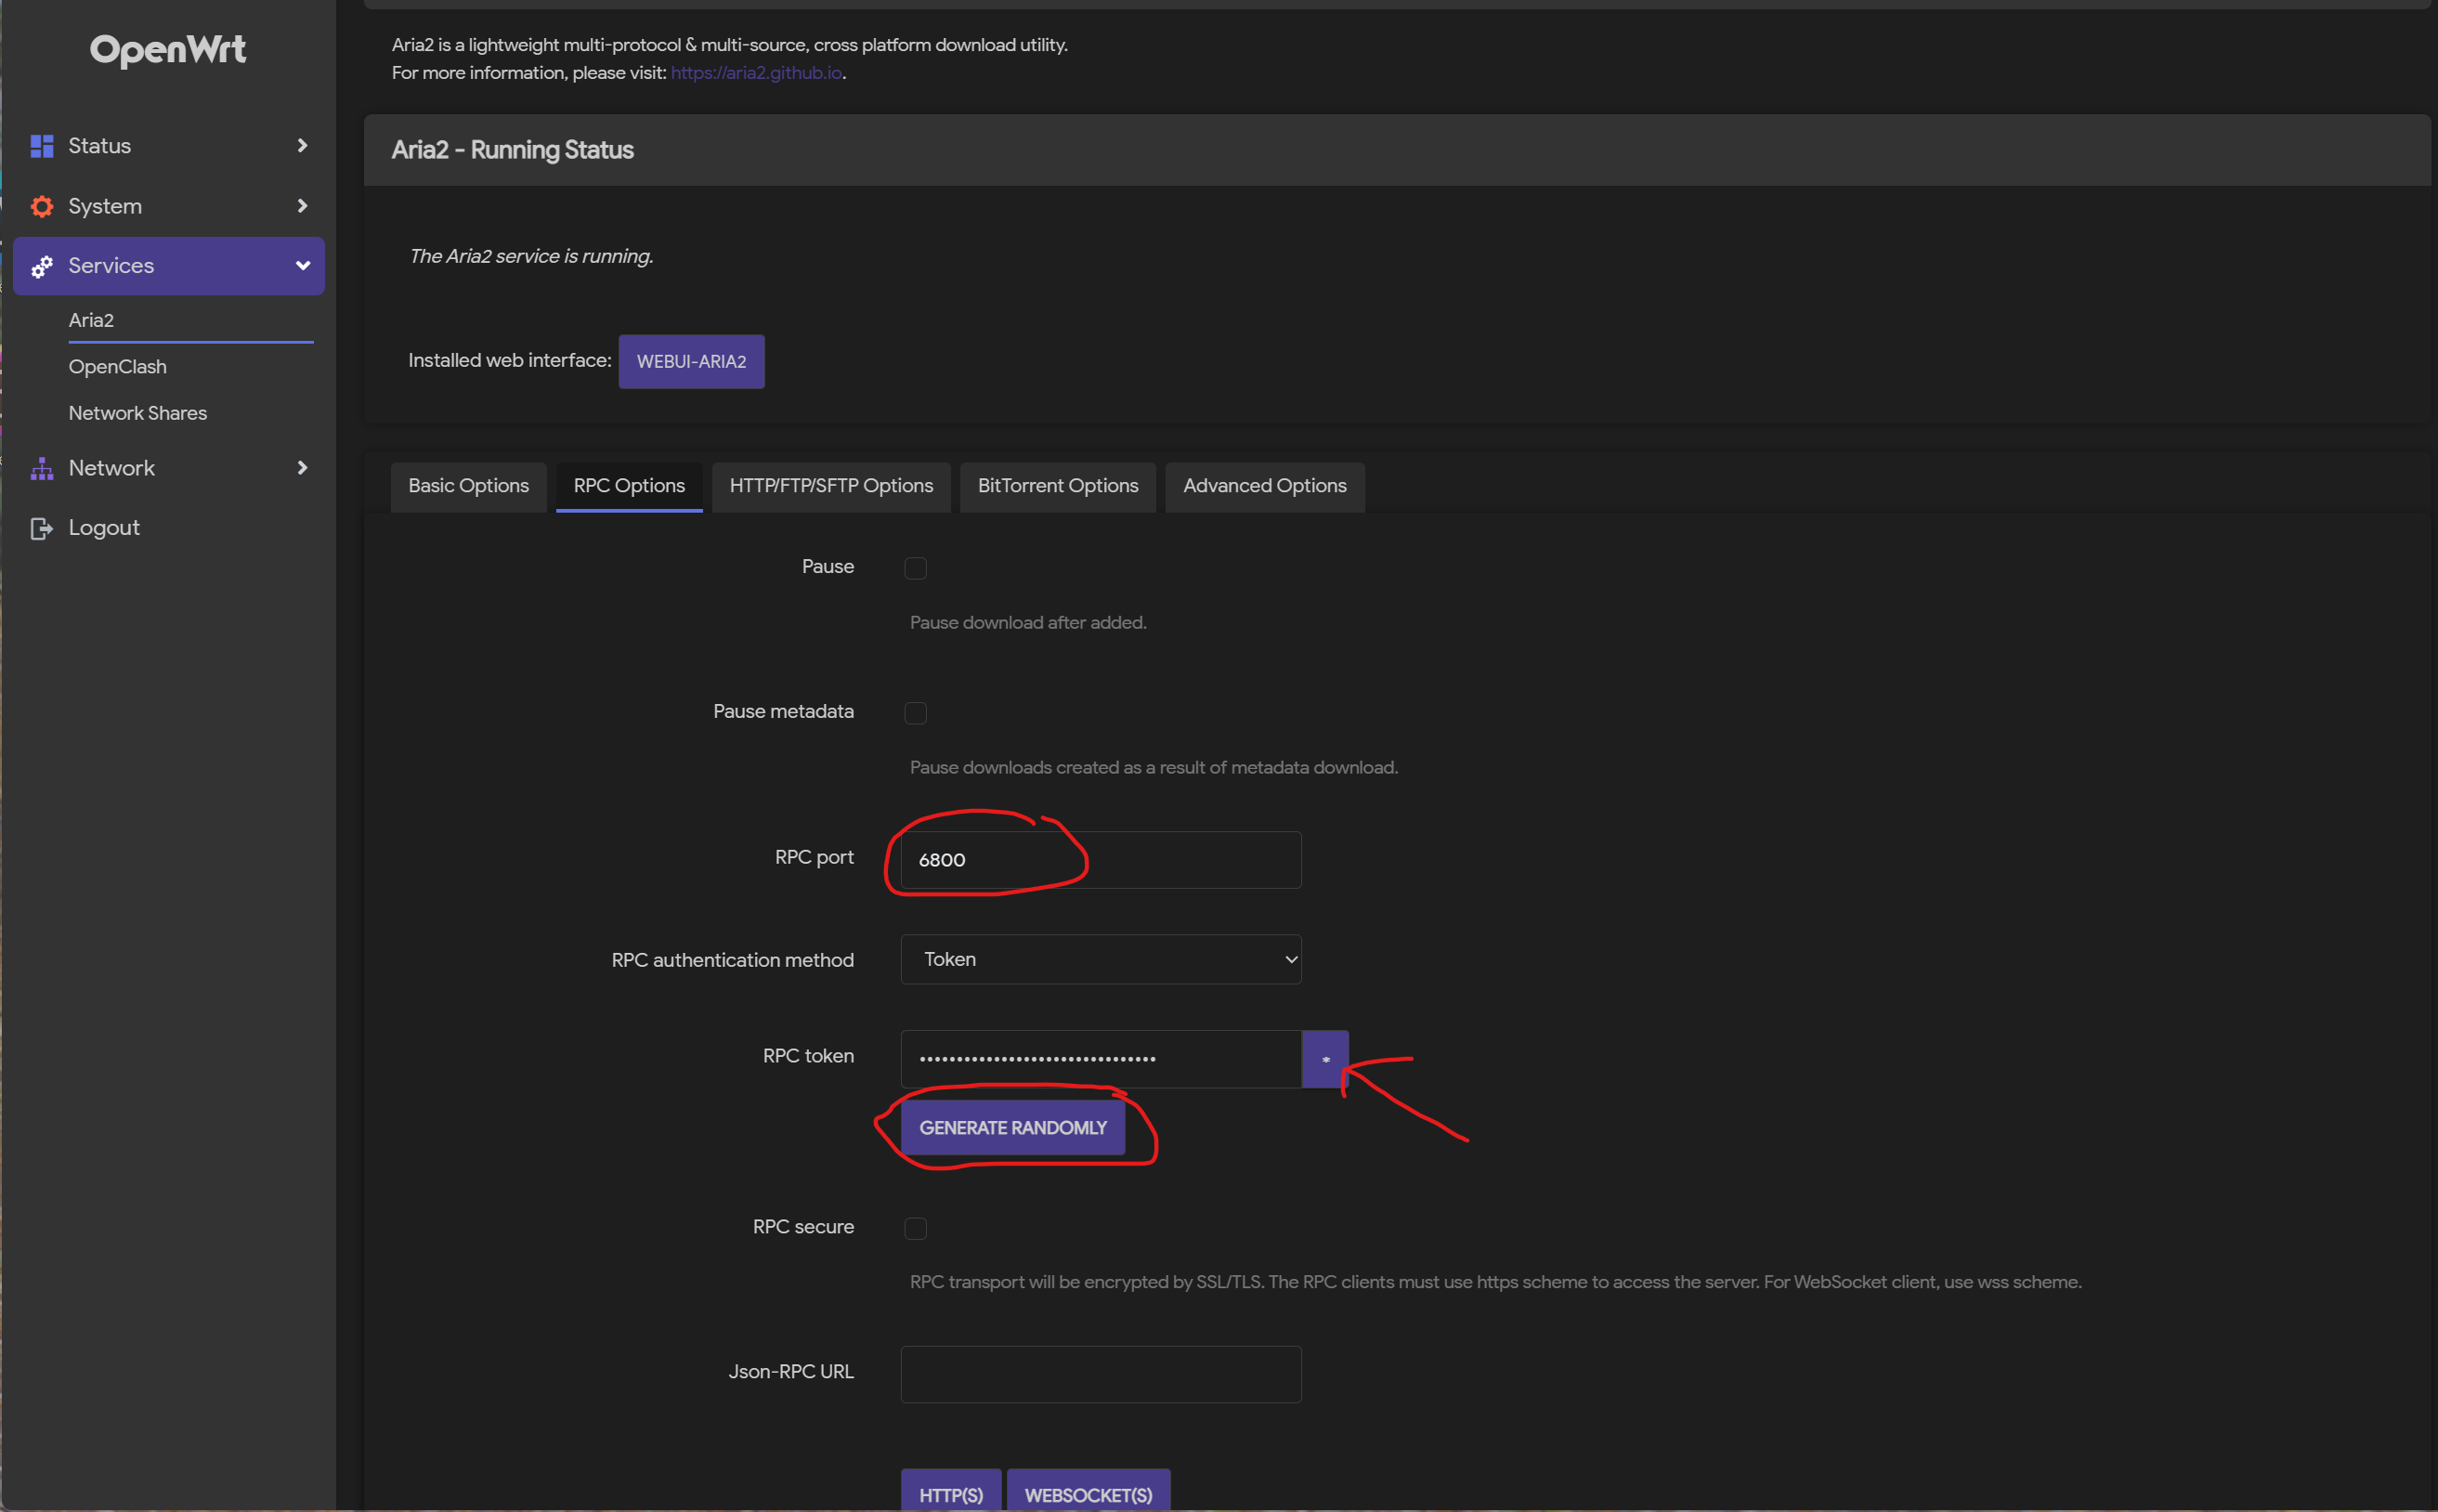 OpenWrt
Status
System
Services
Aria2
OpenClash
Network Shares
Network
Logout
Aria2 is a lightweight multi-protocol & multi-source, cross platform download utility.
For more information, please visit: https://aria2.github.io.
Aria2 - Running Status
The Aria2 service is running.
Installed web interface: WEBUI-ARIA2
Basic Options RPC Options HTTP/FTP/SFTP Options BitTorrent Options Advanced Options
Pause
Pause download after added.
Pause metadata
Pause downloads created as a result of metadata download.
RPC port 6800
RPC authentication method Token
RPC token •••••••••••••••••••••••••••••••• *
GENERATE RANDOMLY
RPC secure
RPC transport will be encrypted by SSL/TLS. The RPC clients must use https scheme to access the server. For WebSocket client, use wss scheme.
Json-RPC URL
HTTP(S) WEBSOCKET(S)